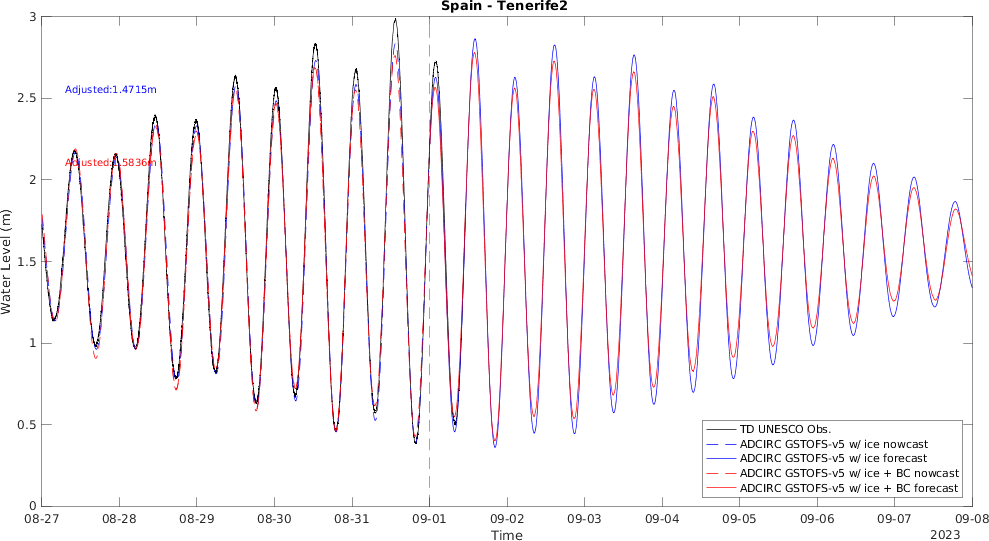 Spain - Tenerife2
Water Level (m)
3
2.5
2
1.5
1
0.5
0
Adjusted:1.4715m
Adjusted:1.5836m
TD UNESCO Obs.
ADCIRC GSTOFS-v5 w/ ice nowcast
ADCIRC GSTOFS-v5 w/ ice forecast
ADCIRC GSTOFS-v5 w/ ice + BC nowcast
ADCIRC GSTOFS-v5 w/ ice + BC forecast
08-27 08-28 08-29 08-30 08-31 09-01 09-02 09-03 09-04 09-05 09-06 09-07 09-08
Time
2023